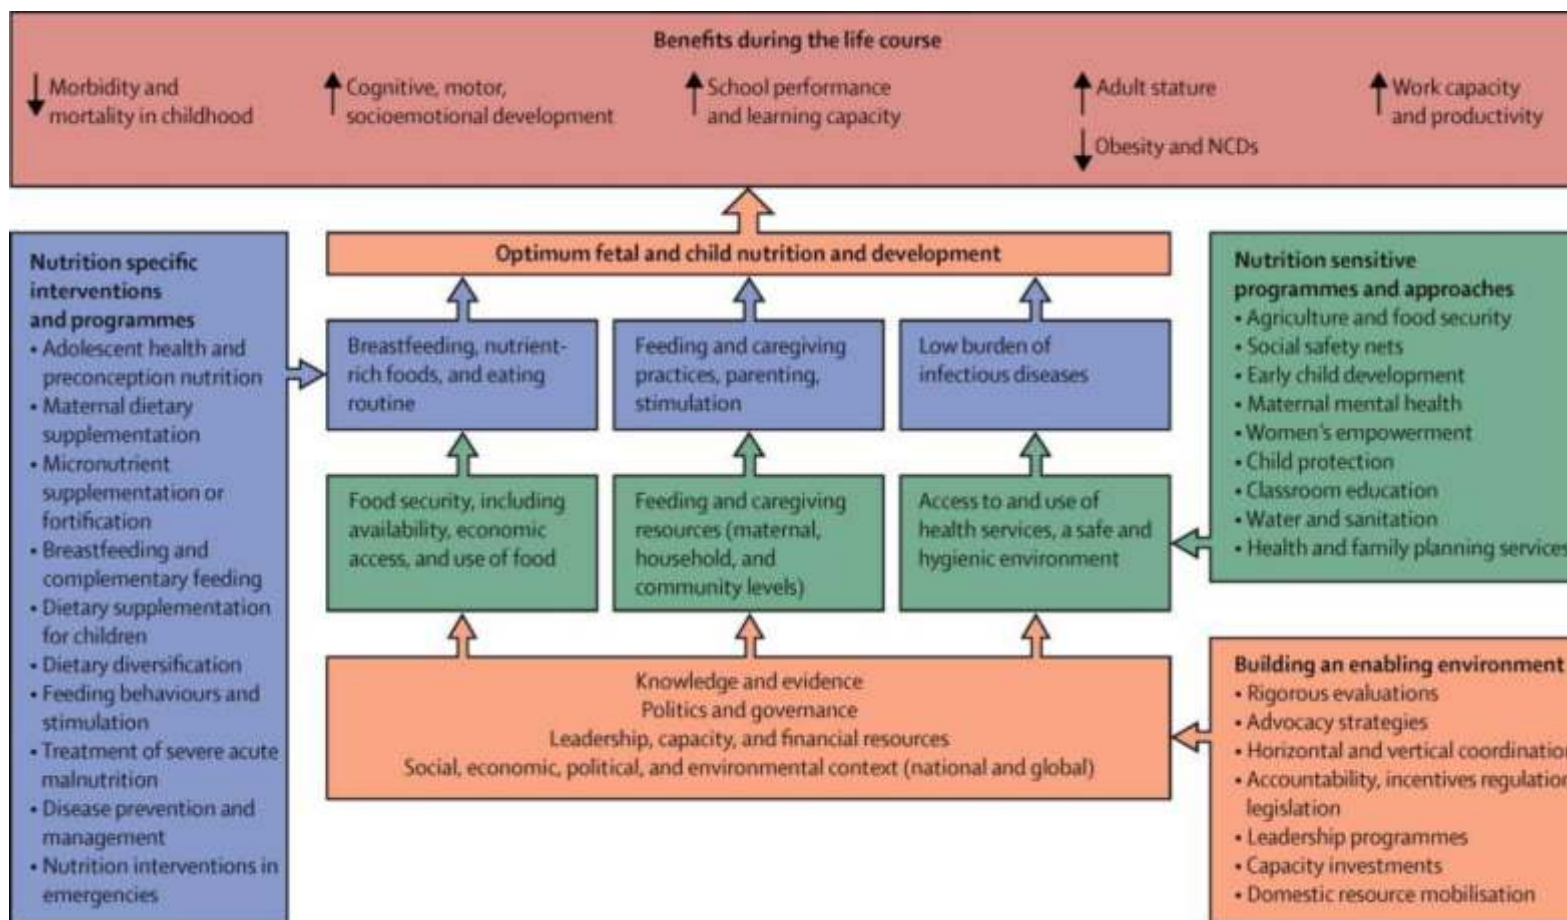 Benefits during the life course
Morbidity and
mortality in childhood
Cognitive, motor,
socioemotional development
School performance
and learning capacity
Adult stature
Obesity and NCDs
Work capacity
and productivity
Nutrition specific
interventions
and programmes
• Adolescent health and
preconception nutrition
• Maternal dietary
supplementation
• Micronutrient
supplementation or
fortification
• Breastfeeding and
complementary feeding
• Dietary supplementation
for children
• Dietary diversification
• Feeding behaviours and
stimulation
• Treatment of severe acute
malnutrition
• Disease prevention and
management
• Nutrition interventions in
emergencies
Optimum fetal and child nutrition and development
Breastfeeding, nutrient-
rich foods, and eating
routine
Feeding and caregiving
practices, parenting,
stimulation
Low burden of
infectious diseases
Food security, including
availability, economic
access, and use of food
Feeding and caregiving
resources (maternal,
household, and
community levels)
Access to and use of
health services, a safe and
hygienic environment
Knowledge and evidence
Politics and governance
Leadership, capacity, and financial resources
Social, economic, political, and environmental context (national and global)
Nutrition sensitive
programmes and approaches
• Agriculture and food security
• Social safety nets
• Early child development
• Maternal mental health
• Women's empowerment
• Child protection
• Classroom education
• Water and sanitation
• Health and family planning services
Building an enabling environment
• Rigorous evaluations
• Advocacy strategies
• Horizontal and vertical coordination
• Accountability, incentives regulation
legislation
• Leadership programmes
• Capacity investments
• Domestic resource mobilisation